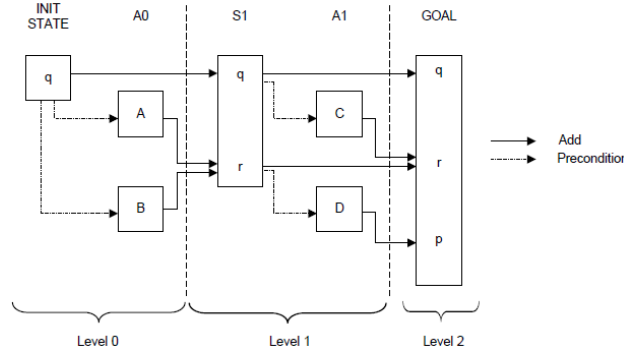 INIT
STATE
A0
S1
A1
GOAL
q
q
q
A
C
Add
r
r
Precondition
B
D
p
Level 0
Level 1
Level 2